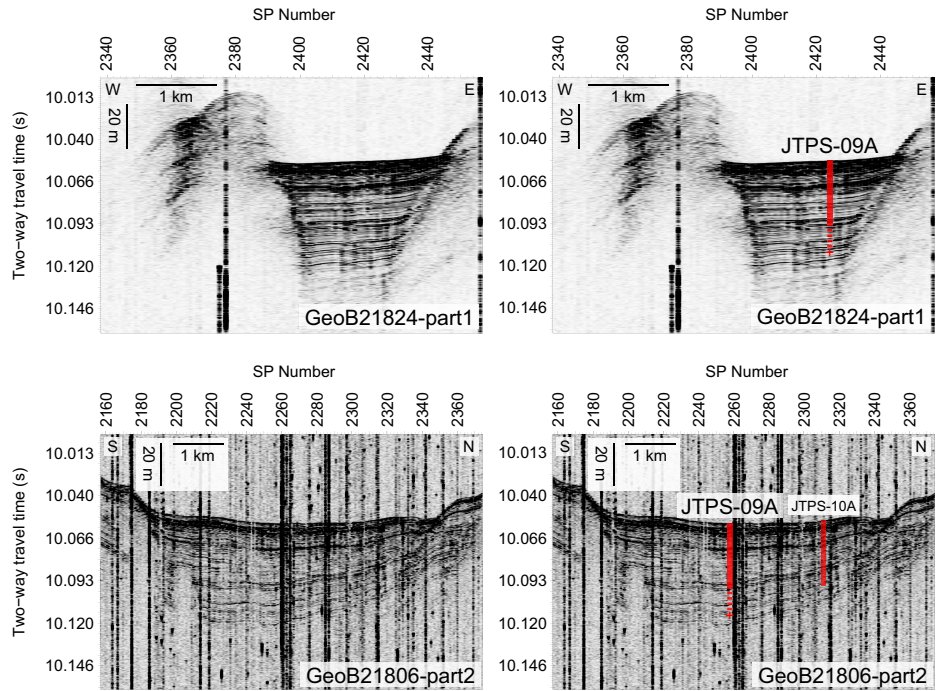 SP Number
2340 2360 2380 2400 2420 2440
W E
1 km
20 m
10.013
10.040
10.066
10.093
10.120
10.146
Two−way travel time (s)
GeoB21824-part1
SP Number
2340 2360 2380 2400 2420 2440
W E
1 km
20 m
10.013
10.040
10.066
10.093
10.120
10.146
JTPS-09A
GeoB21824-part1
SP Number
2160 2180 2200 2220 2240 2260 2280 2300 2320 2340 2360
S N
1 km
20 m
10.013
10.040
10.066
10.093
10.120
10.146
Two−way travel time (s)
GeoB21806-part2
SP Number
2160 2180 2200 2220 2240 2260 2280 2300 2320 2340 2360
S N
1 km
20 m
10.013
10.040
10.066
10.093
10.120
10.146
JTPS-09A
JTPS-10A
GeoB21806-part2